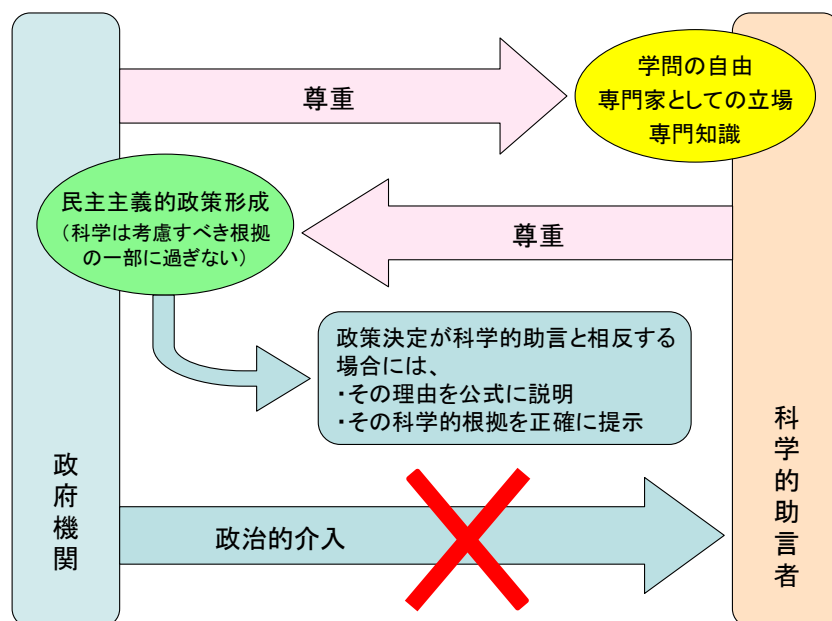 尊重
学問の自由
専門家としての立場
専門知識
民主主義的政策形成
(科学は考慮すべき根拠
の一部に過ぎない)
尊重
政策決定が科学的助言と相反する
場合には、
・その理由を公式に説明
・その科学的根拠を正確に提示
政府機関
政治的介入
科学的助言者